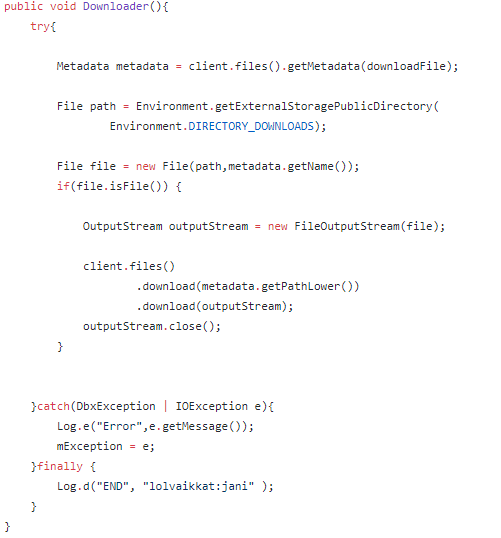 public void Downloader(){
try{
Metadata metadata = client.files().getMetadata(downloadFile);
File path = Environment.getExternalStoragePublicDirectory(
Environment.DIRECTORY_DOWNLOADS);
File file = new File(path,metadata.getName());
if(file.isFile()) {
OutputStream outputStream = new FileOutputStream(file);
client.files()
.download(metadata.getPathLower())
.download(outputStream);
outputStream.close();
}
}catch(DbxException | IOException e){
Log.e("Error",e.getMessage());
mException = e;
}finally {
Log.d("END", "lolvaikkat:jani" );
}
}